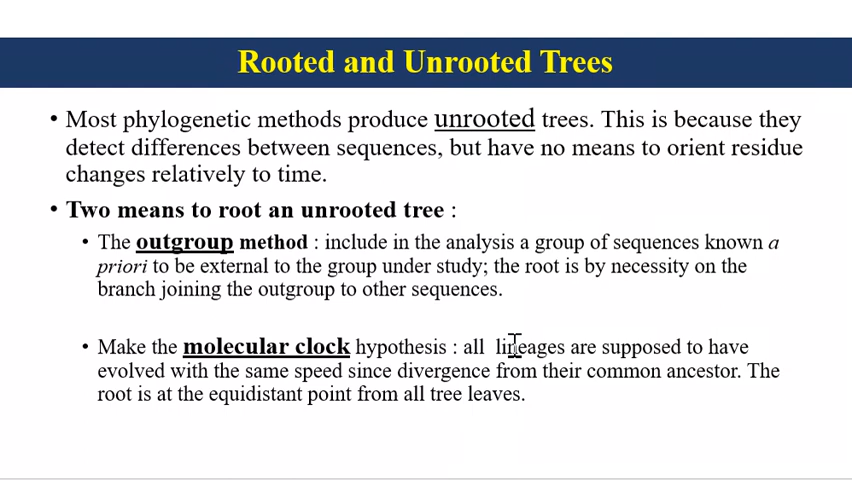 Rooted and Unrooted Trees
• Most phylogenetic methods produce unrooted trees. This is because they
detect differences between sequences, but have no means to orient residue
changes relatively to time.
• Two means to root an unrooted tree :
• The outgroup method : include in the analysis a group of sequences known a
priori to be external to the group under study; the root is by necessity on the
branch joining the outgroup to other sequences.
• Make the molecular clock hypothesis : all lineages are supposed to have
evolved with the same speed since divergence from their common ancestor. The
root is at the equidistant point from all tree leaves.